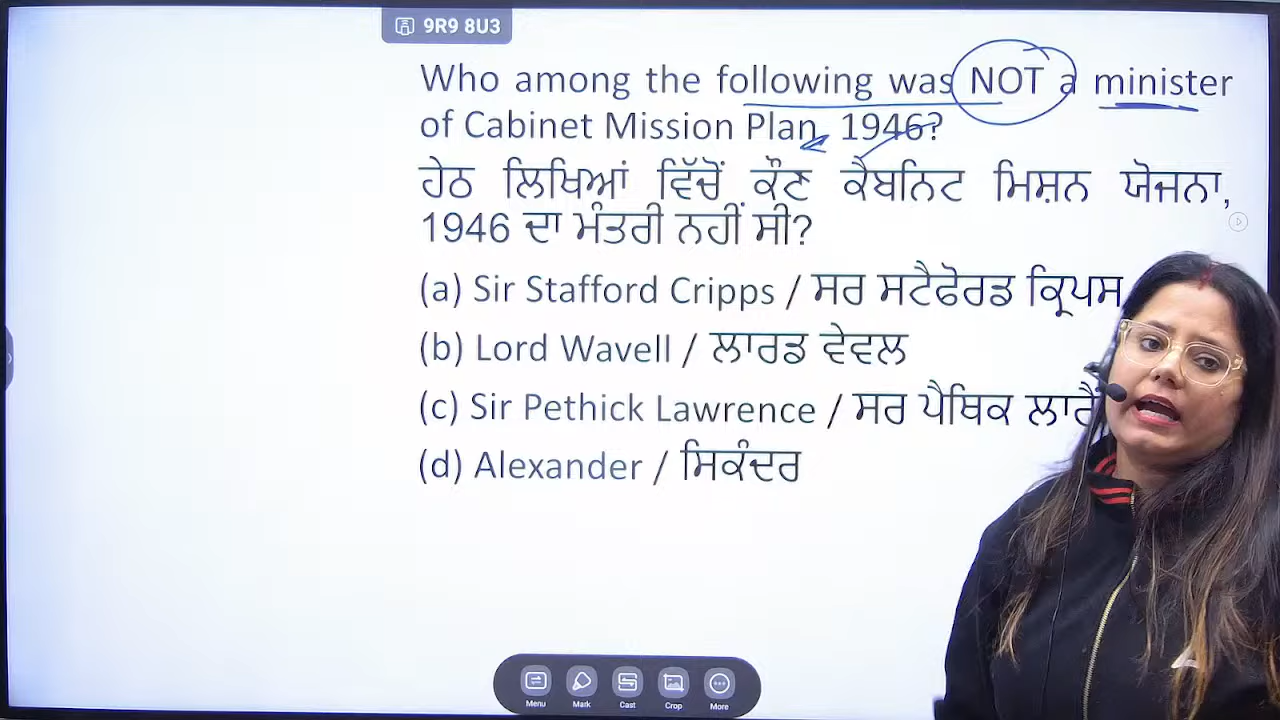 9R9 8U3
Who among the following was NOT a minister
of Cabinet Mission Plan, 1946?
ਹੇਠ ਲਿਖਿਆਂ ਵਿੱਚੋਂ ਕੌਣ ਕੈਬਨਿਟ ਮਿਸ਼ਨ ਯੋਜਨਾ,
1946 ਦਾ ਮੰਤਰੀ ਨਹੀਂ ਸੀ?
(a) Sir Stafford Cripps / ਸਰ ਸਟੈਫੋਰਡ ਕ੍ਰਿਪਸ
(b) Lord Wavell / ਲਾਰਡ ਵੇਵਲ
(c) Sir Pethick Lawrence / ਸਰ ਪੈਥਿਕ
(d) Alexander / ਸਿਕੰਦਰ
Menu Mark Cast Crop More